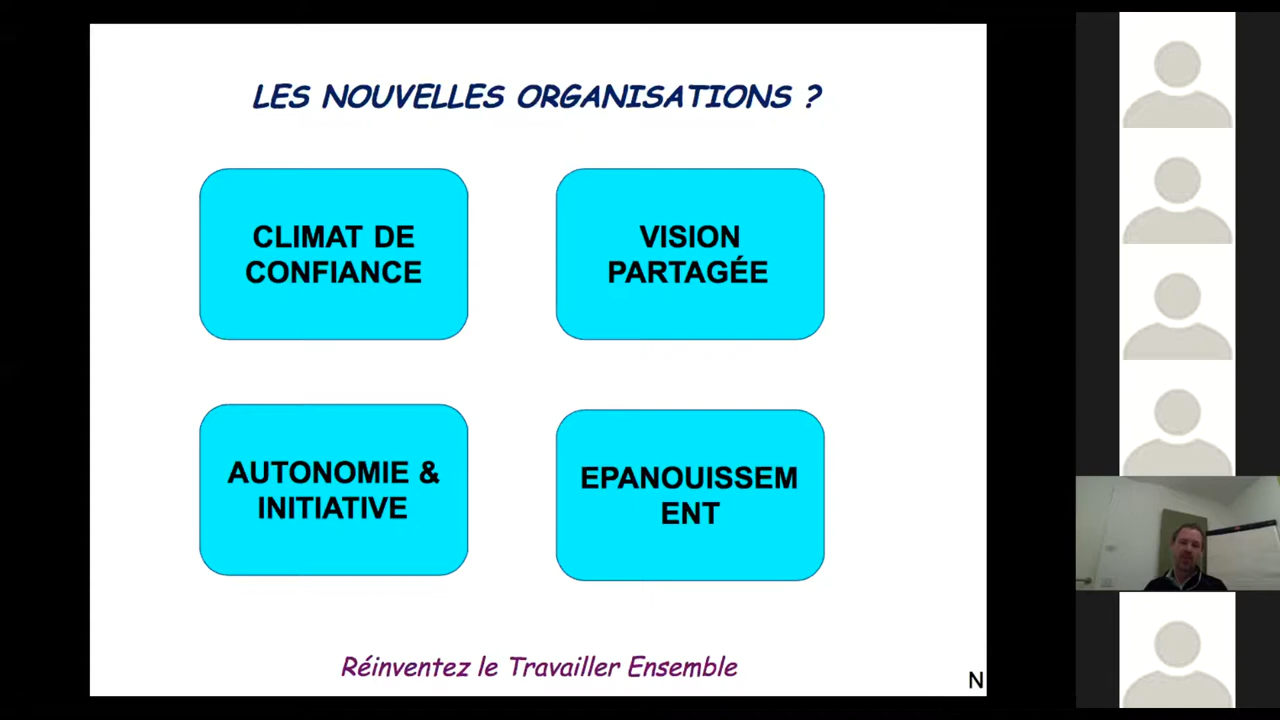 LES NOUVELLES ORGANISATIONS ?
CLIMAT DE
CONFIANCE
VISION
PARTAGÉE
AUTONOMIE &
INITIATIVE
EPANOUISSEM
ENT
Réinventez le Travailler Ensemble
N